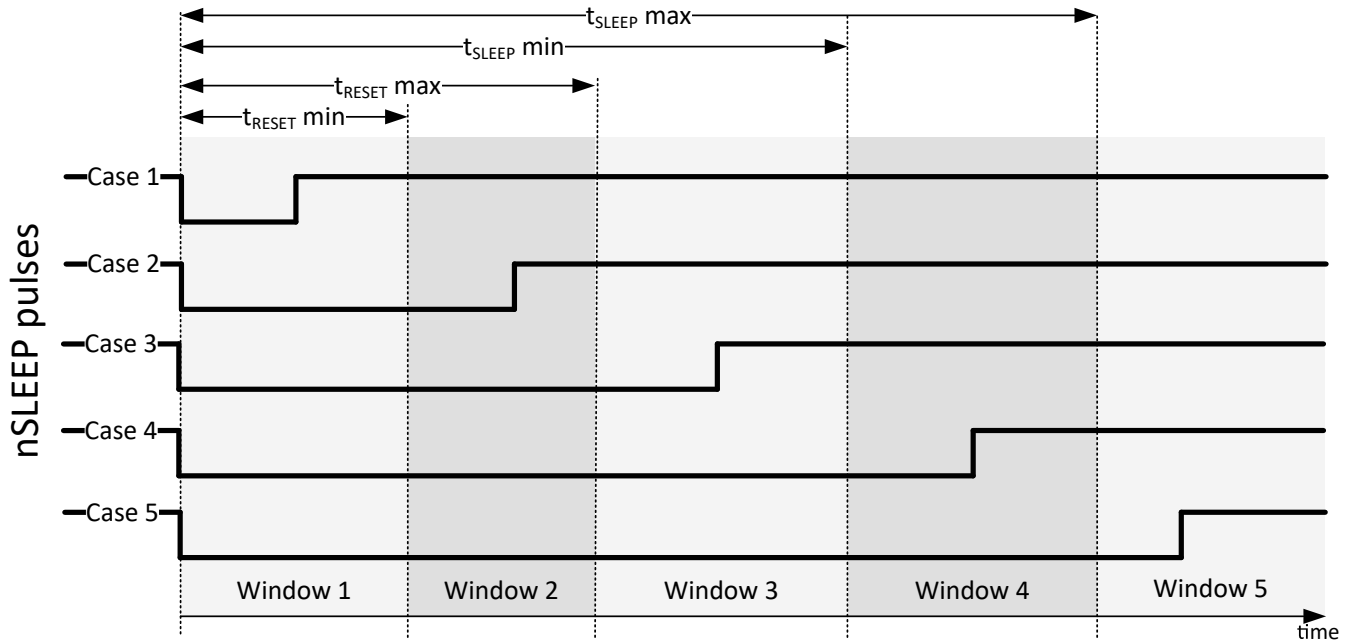 tSLEEP max
tSLEEP min
tRESET max
tRESET min
nSLEEP pulses
Case 1
Case 2
Case 3
Case 4
Case 5
Window 1
Window 2
Window 3
Window 4
Window 5
time